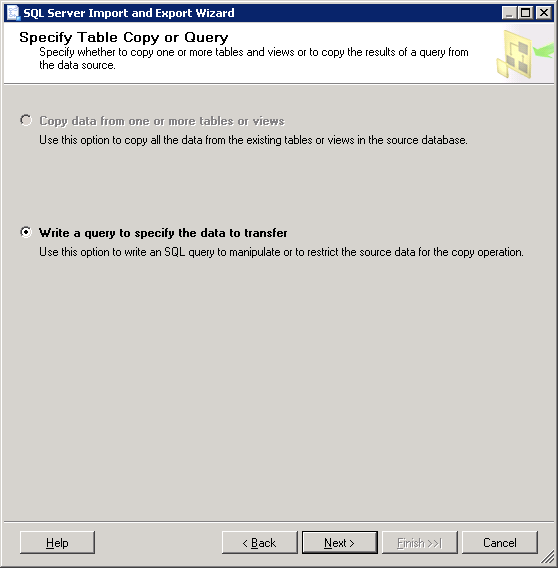 SQL Server Import and Export Wizard
Specify Table Copy or Query
Specify whether to copy one or more tables and views or to copy the results of a query from
the data source.
Copy data from one or more tables or views
Use this option to copy all the data from the existing tables or views in the source database.
Write a query to specify the data to transfer
Use this option to write an SQL query to manipulate or to restrict the source data for the copy operation.
Help
< Back
Next >
Finish >>|
Cancel